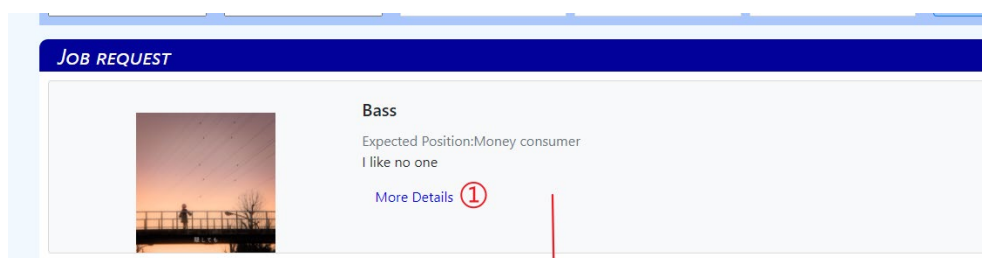 JOB REQUEST
Bass
Expected Position:Money consumer
I like no one
More Details ①